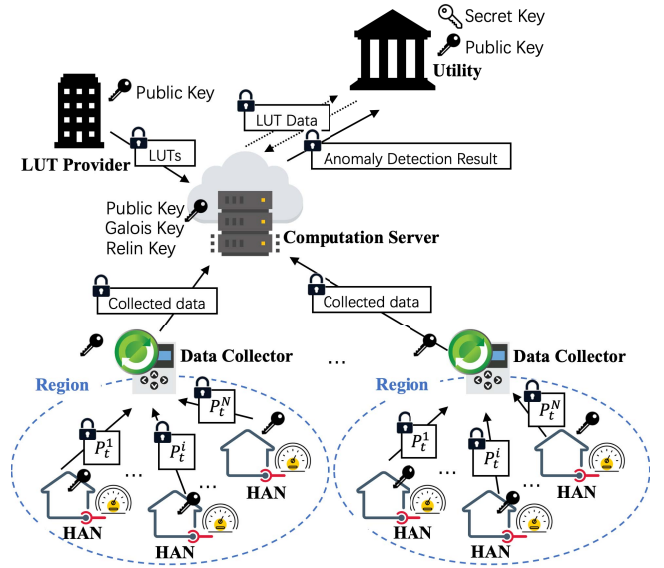 Secret Key
Public Key
Utility
Public Key
LUT Data
LUTs
LUT Provider
Anomaly Detection Result
Public Key
Galois Key
Relin Key
Computation Server
Collected data
Collected data
Data Collector
...
Data Collector
Region
Region
P_t^N
P_t^1
P_t^i
...
...
HAN
HAN
HAN
P_t^N
P_t^1
P_t^i
...
...
HAN
HAN
HAN